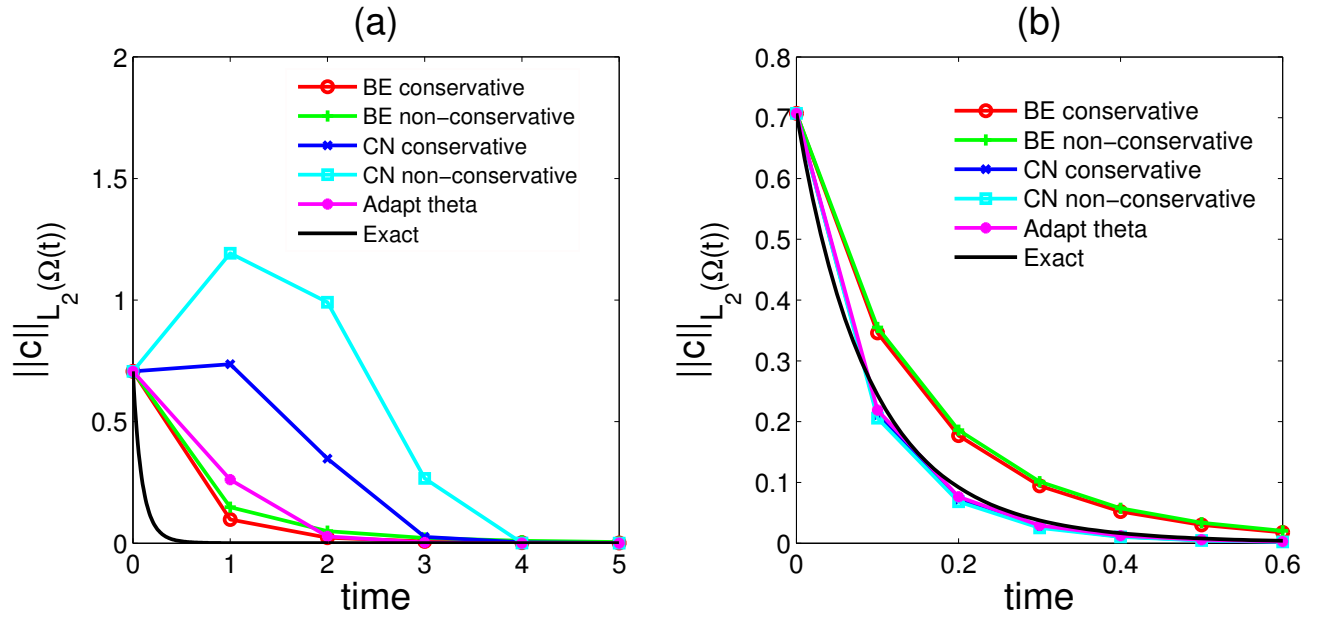 (a)
2
1.5
1
0.5
0
0
1
2
3
4
5
time
||c||L2(Ω(t))
BE conservative
BE non−conservative
CN conservative
CN non−conservative
Adapt theta
Exact
(b)
0.8
0.7
0.6
0.5
0.4
0.3
0.2
0.1
0
0
0.2
0.4
0.6
time
||c||L2(Ω(t))
BE conservative
BE non−conservative
CN conservative
CN non−conservative
Adapt theta
Exact